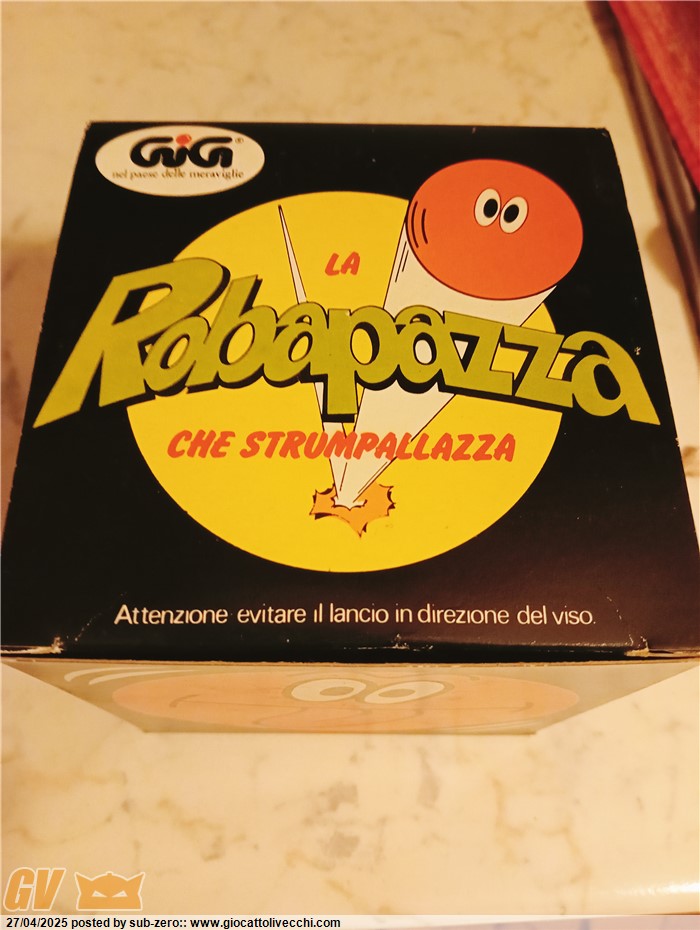 GiG®
nel paese delle meraviglie
LA
Robapazza
CHE STRUMPALLAZZA
Attenzione evitare il lancio in direzione del viso.
GV
27/04/2025 posted by sub-zero:: www.giocattolivecchi.com